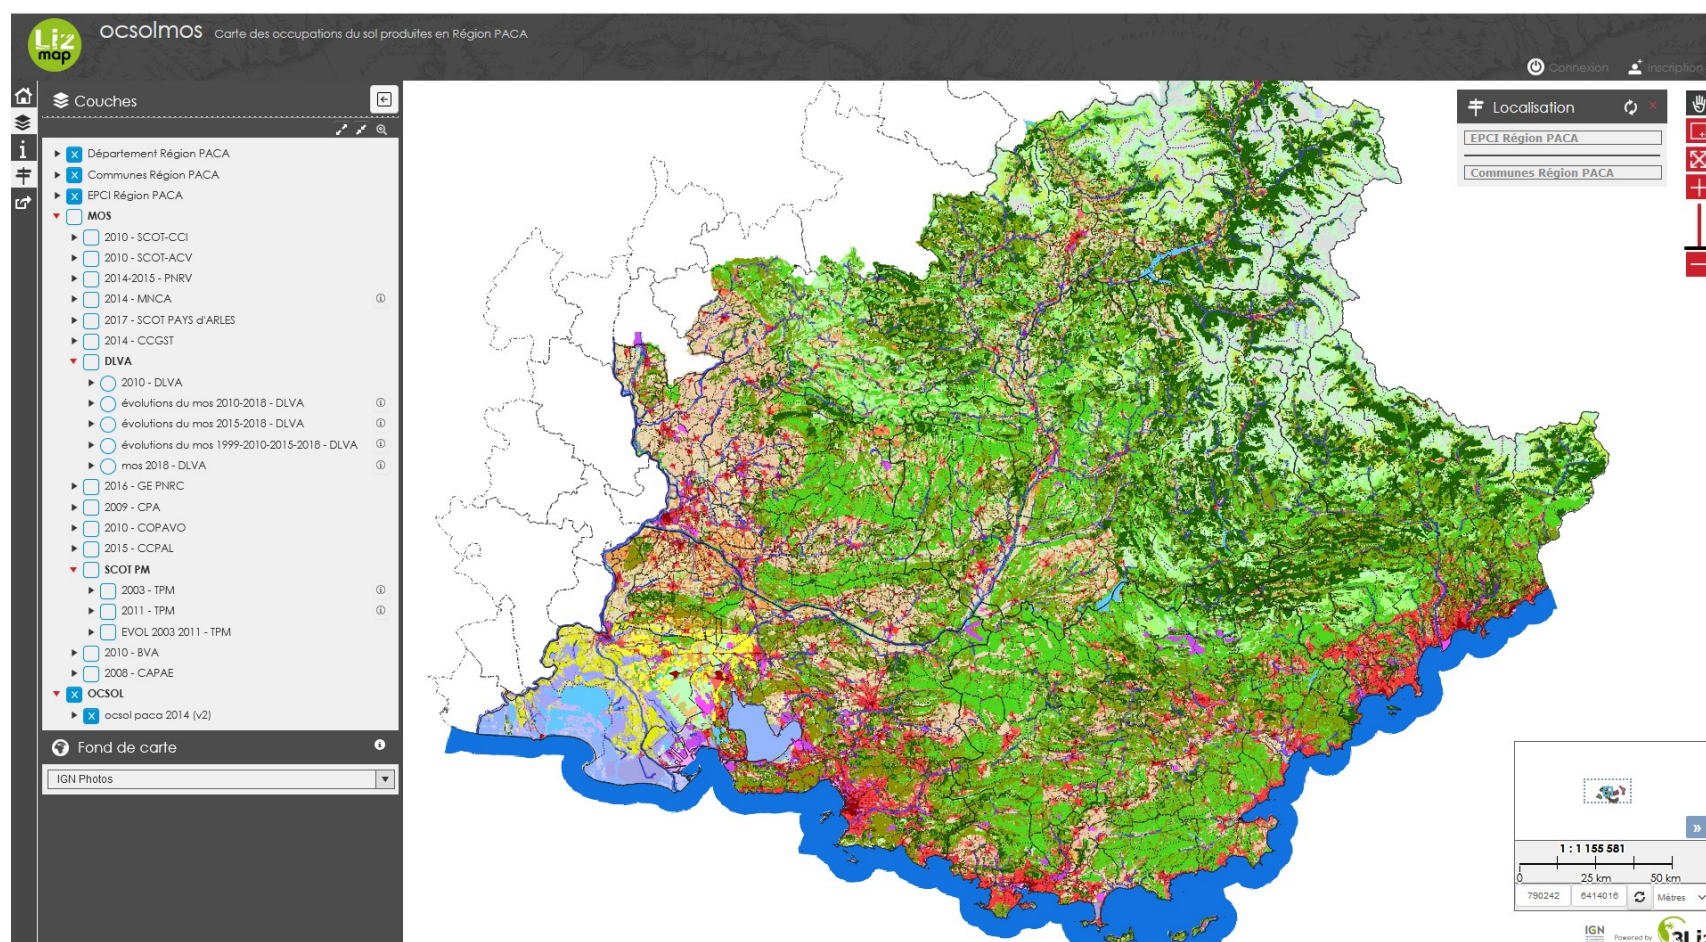 Liz
map
ocsolmos Carte des occupations du sol produites en Région PACA
Connexion Inscription
Couches
Département Région PACA
Communes Région PACA
EPCI Région PACA
MOS
2010 - SCOT-CCI
2010 - SCOT-ACV
2014-2015 - PNRV
2014 - MNCA
2017 - SCOT PAYS d'ARLES
2014 - CCGST
DLVA
2010 - DLVA
évolutions du mos 2010-2018 - DLVA
évolutions du mos 2015-2018 - DLVA
évolutions du mos 1999-2010-2015-2018 - DLVA
mos 2018 - DLVA
2016 - GE PNRC
2009 - CPA
2010 - COPAVO
2015 - CCPAL
SCOT PM
2003 - TPM
2011 - TPM
EVOL 2003 2011 - TPM
2010 - BVA
2008 - CAPAE
OCSOL
ocsol paca 2014 (v2)
Fond de carte
IGN Photos
Localisation
EPCI Région PACA
Communes Région PACA
1 : 1 155 581
0 25 km 50 km
790242 6414016 Mètres
IGN Powered by 3Liz